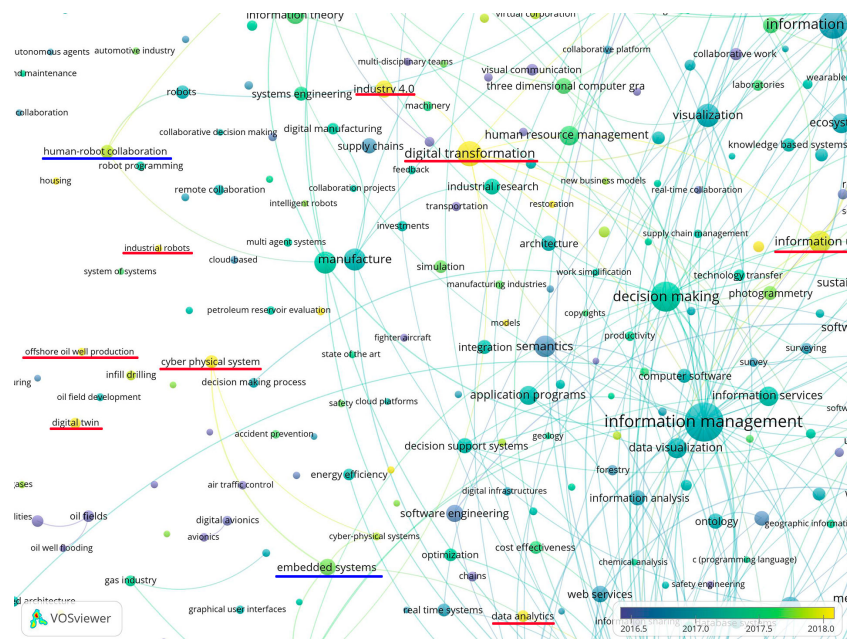 information theory
virtual corporation
information
utonomous agents
automotive industry
collaborative platform
collaborative work
multi-disciplinary teams
visual communication
nd maintenance
robots
systems engineering
industry 4.0
three dimensional computer gra
laboratories
wearable
machinery
ollaboration
visualization
ecosyst
collaborative decision making
digital manufacturing
human resource management
supply chains
knowledge based systems
human-robot collaboration
digital transformation
robot programming
feedback
housing
remote collaboration
collaboration projects
industrial research
new business models
real-time collaboration
intelligent robots
transportation
restoration
investments
supply chain management
industrial robots
multi agent systems
architecture
information
cloud-based
manufacture
system of systems
simulation
work simplification
technology transfer
manufacturing industries
sustai
decision making
photogrammetry
petroleum reservoir evaluation
copyrights
models
softw
fighter aircraft
productivity
offshore oil well production
cyber physical system
state of the art
integration
semantics
surveying
survey
infill drilling
computer software
ring
decision making process
oil field development
application programs
information services
safety
cloud platforms
softw
digital twin
information management
accident prevention
geology
decision support systems
data visualization
forestry
energy efficiency
ases
air traffic control
digital infrastructures
information analysis
lities
oil fields
digital avionics
software engineering
ontology
geographic informati
avionics
cyber-physical systems
oil well flooding
optimization
cost effectiveness
chemical analysis
c (programming language)
embedded systems
chains
gas industry
safety engineering
web services
d architecture
graphical user interfaces
real time systems
data analytics
me
VOSviewer
2016.5
2017.0
2017.5
2018.0